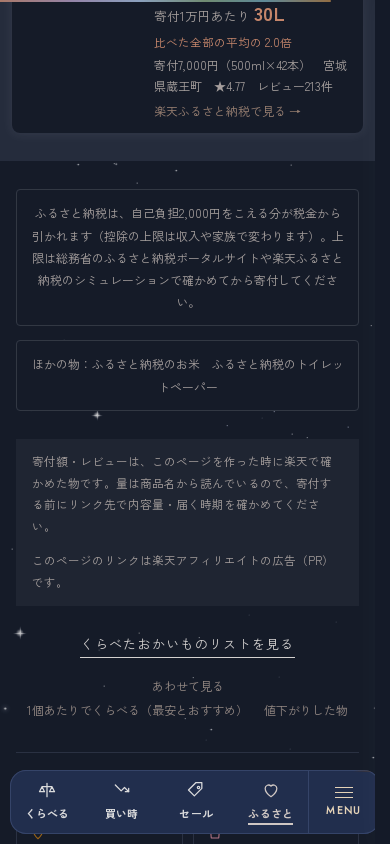 寄付1万円あたり 30L
比べた全部の平均の 2.0倍
寄付7,000円（500ml×42本）　宮城
県蔵王町　★4.77　レビュー213件
楽天ふるさと納税で見る →
ふるさと納税は、自己負担2,000円をこえる分が税金から
引かれます（控除の上限は収入や家族で変わります）。上
限は総務省のふるさと納税ポータルサイトや楽天ふるさと
納税のシミュレーションで確かめてから寄付してくださ
い。
ほかの物：ふるさと納税のお米　ふるさと納税のトイレッ
トペーパー
寄付額・レビューは、このページを作った時に楽天で確
かめた物です。量は商品名から読んでいるので、寄付す
る前にリンク先で内容量・届く時期を確かめてくださ
い。
このページのリンクは楽天アフィリエイトの広告（PR）
です。
くらべたおかいものリストを見る
あわせて見る
1個あたりでくらべる（最安とおすすめ）　値下がりした物
くらべる
買い時
セール
ふるさと
MENU